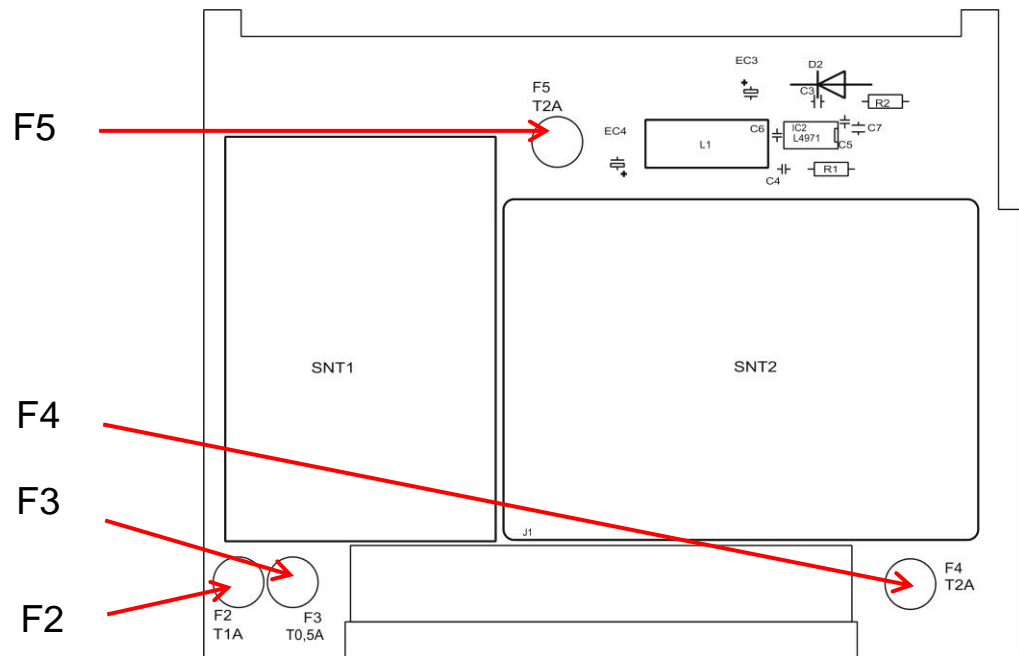 EC3
D2
F5
T2A
C3
R2
F5
EC4
L1
C6
IC2
L4971
C7
C5
C4
R1
SNT1
SNT2
F4
F3
J1
F4
T2A
F2
F2
T1A
F3
T0,5A